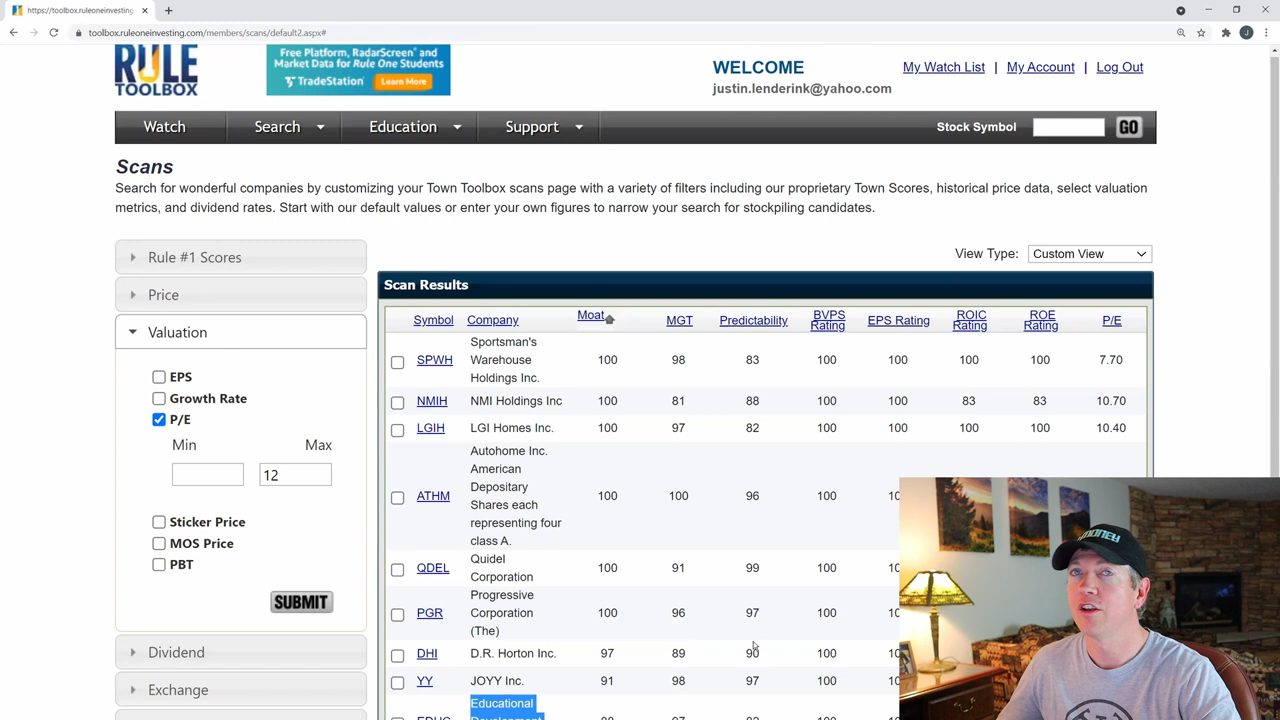 https://toolbox.ruleoneinvesting.
toolbox.ruleoneinvesting.com/members/scans/default2.aspx#
J
RULE
TOOLBOX
Free Platform, RadarScreen® and
Market Data for Rule One Students
TradeStation
Learn More
WELCOME
justin.lenderink@yahoo.com
My Watch List | My Account | Log Out
Watch Search Education Support Stock Symbol GO
Scans
Search for wonderful companies by customizing your Town Toolbox scans page with a variety of filters including our proprietary Town Scores, historical price data, select valuation
metrics, and dividend rates. Start with our default values or enter your own figures to narrow your search for stockpiling candidates.
Rule #1 Scores
Price
Valuation
EPS
Growth Rate
P/E
Min Max
12
Sticker Price
MOS Price
PBT
SUBMIT
Dividend
Exchange
View Type: Custom View
Scan Results
Symbol Company Moat MGT Predictability BVPS Rating EPS Rating ROIC Rating ROE Rating P/E
SPWH Sportsman's Warehouse Holdings Inc. 100 98 83 100 100 100 100 7.70
NMIH NMI Holdings Inc 100 81 88 100 100 83 83 10.70
LGIH LGI Homes Inc. 100 97 82 100 100 100 100 10.40
ATHM Autohome Inc. American Depositary Shares each representing four class A. 100 100 96 100
QDEL Quidel Corporation 100 91 99 100
PGR Progressive Corporation (The) 100 96 97 100
DHI D.R. Horton Inc. 97 89 90 100
YY JOYY Inc. 91 98 97 100
Educational
money